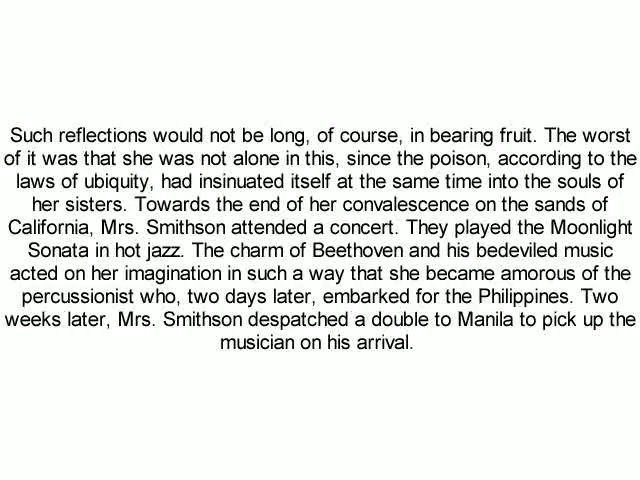 Such reflections would not be long, of course, in bearing fruit. The worst
of it was that she was not alone in this, since the poison, according to the
laws of ubiquity, had insinuated itself at the same time into the souls of
her sisters. Towards the end of her convalescence on the sands of
California, Mrs. Smithson attended a concert. They played the Moonlight
Sonata in hot jazz. The charm of Beethoven and his bedeviled music
acted on her imagination in such a way that she became amorous of the
percussionist who, two days later, embarked for the Philippines. Two
weeks later, Mrs. Smithson despatched a double to Manila to pick up the
musician on his arrival.